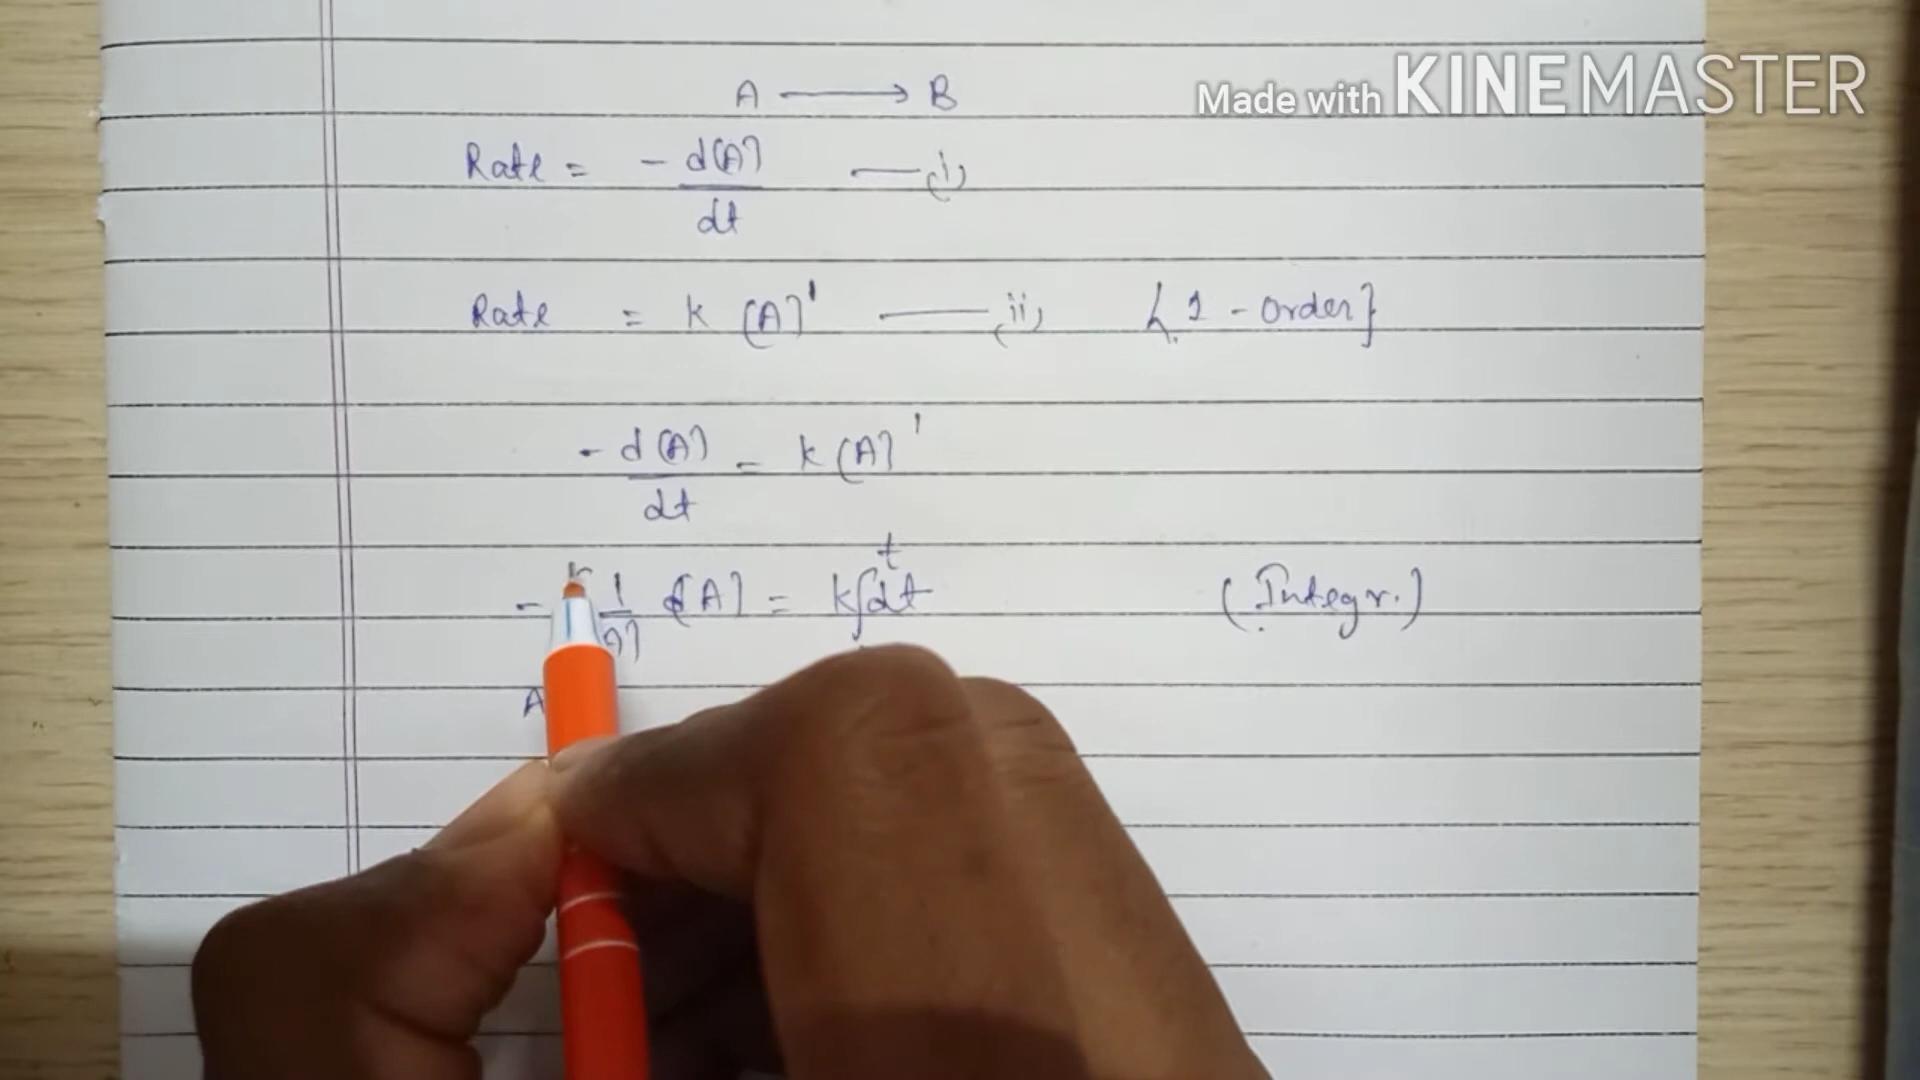 Made with KINEMASTER
A ⟶ B
Rate = - d[A] / dt —(i)
Rate = k [A]¹ —(ii) {1 - Order}
- d[A] / dt = k [A]¹
t
- 1/[A] d[A] = k∫dt (Integr.)
A